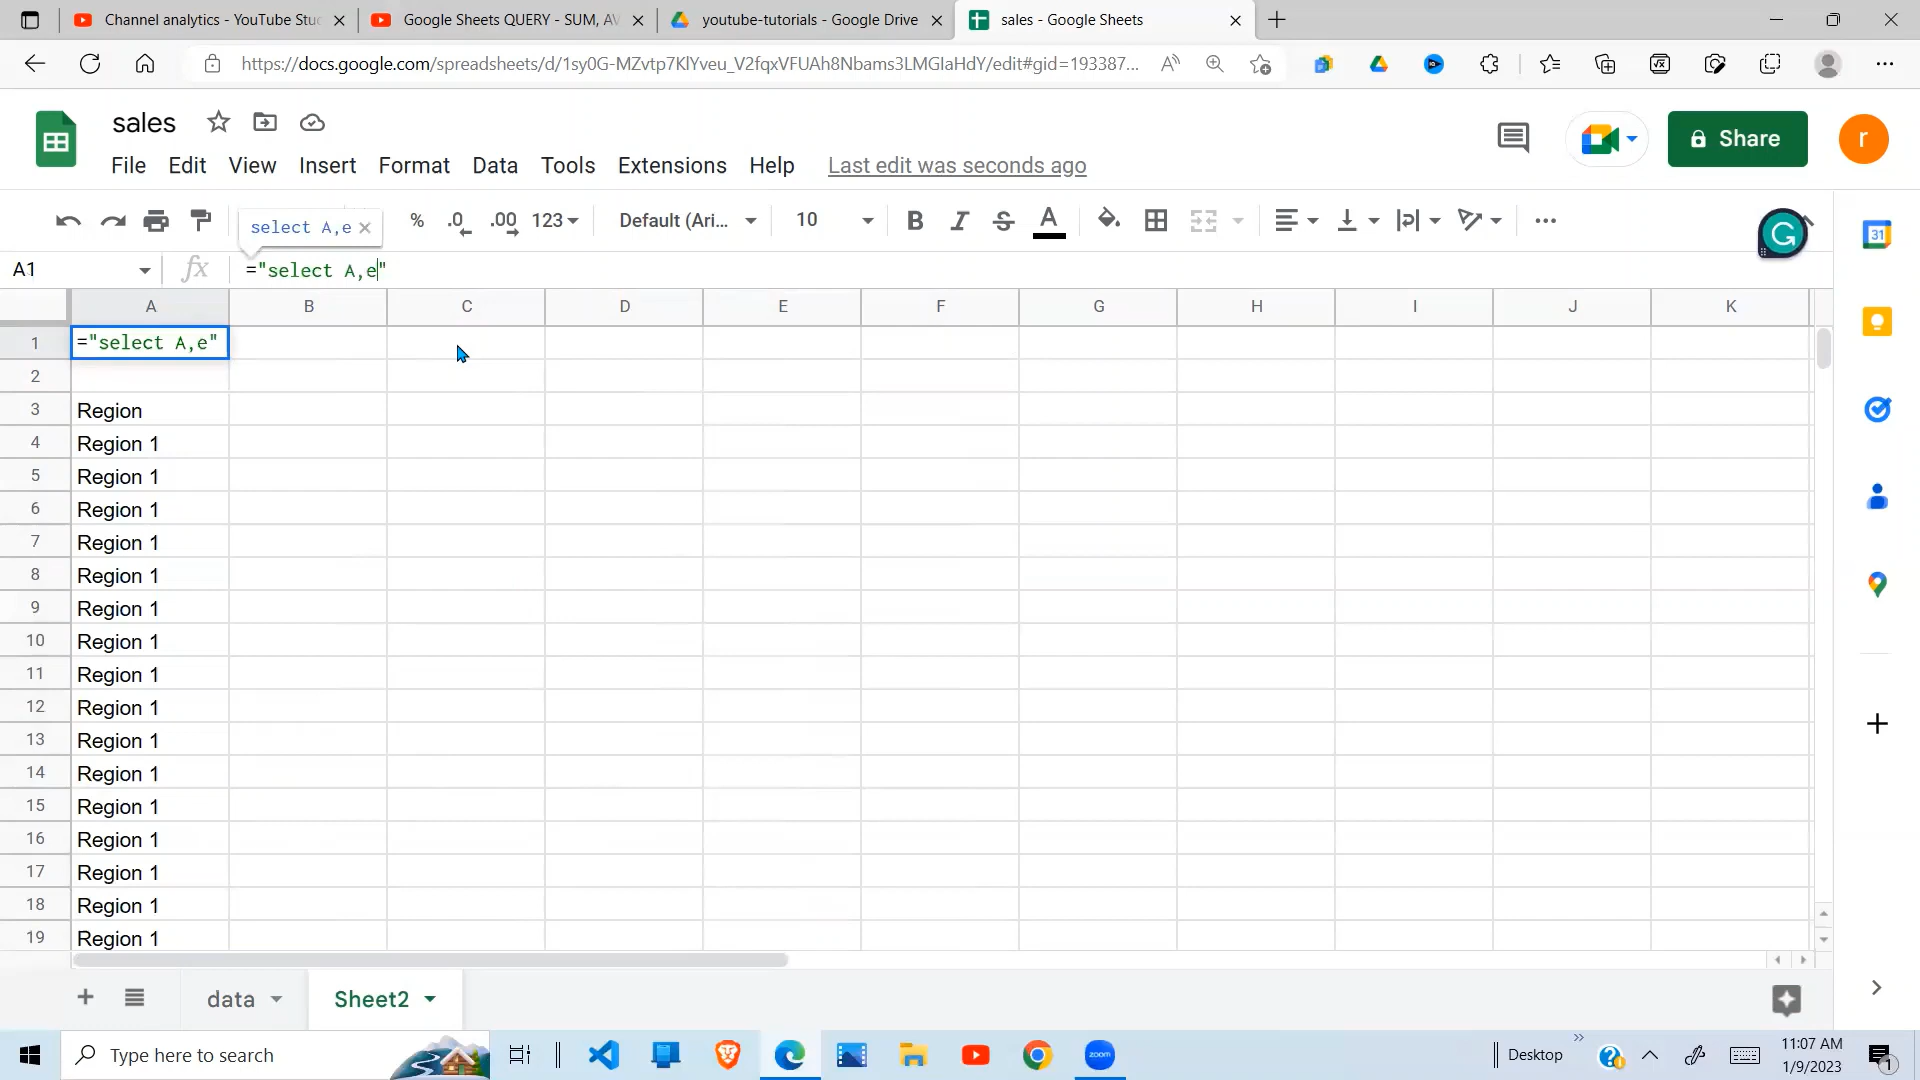 Channel analytics - YouTube Stu
Google Sheets QUERY - SUM, AV
youtube-tutorials - Google Drive
sales - Google Sheets
https://docs.google.com/spreadsheets/d/1sy0G-MZvtp7KlYveu_V2fqxVFUAh8Nbams3LMGIaHdY/edit#gid=193387...
sales
File Edit View Insert Format Data Tools Extensions Help Last edit was seconds ago
Share
r
select A,e
% .0 .00 123 Default (Ari... 10 B I S A
31
G
A1 fx ="select A,e"
A B C D E F G H I J K
1 ="select A,e"
2
3 Region
4 Region 1
5 Region 1
6 Region 1
7 Region 1
8 Region 1
9 Region 1
10 Region 1
11 Region 1
12 Region 1
13 Region 1
14 Region 1
15 Region 1
16 Region 1
17 Region 1
18 Region 1
19 Region 1
data Sheet2
Type here to search
zoom
Desktop
11:07 AM
1/9/2023
1